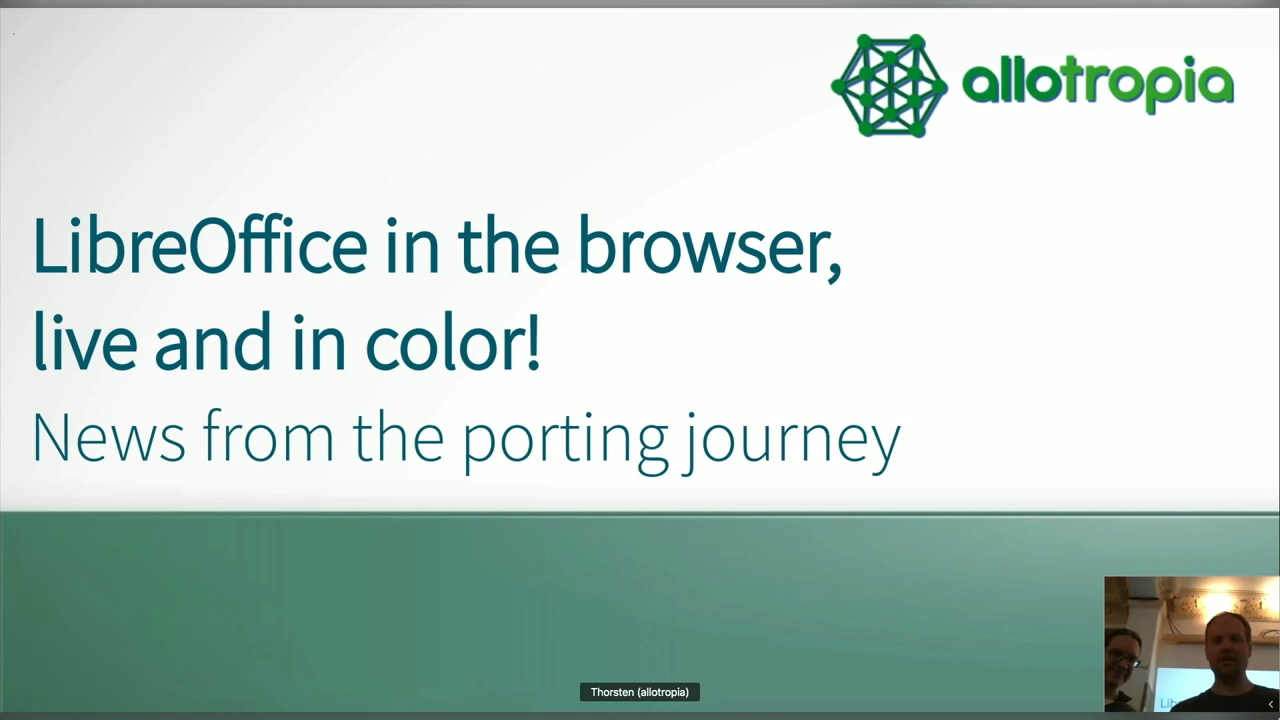 allotropia
LibreOffice in the browser,
live and in color!
News from the porting journey
Thorsten (allotropia)